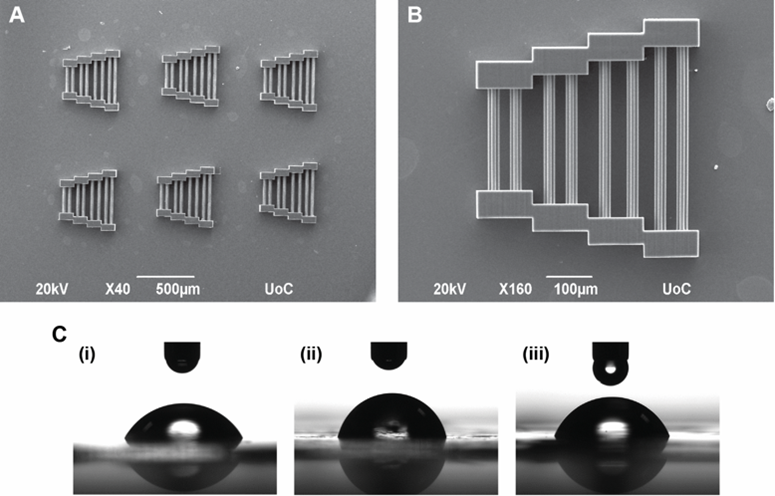 A
20kV X40 500µm UoC
B
20kV X160 100µm UoC
C
(i)
(ii)
(iii)